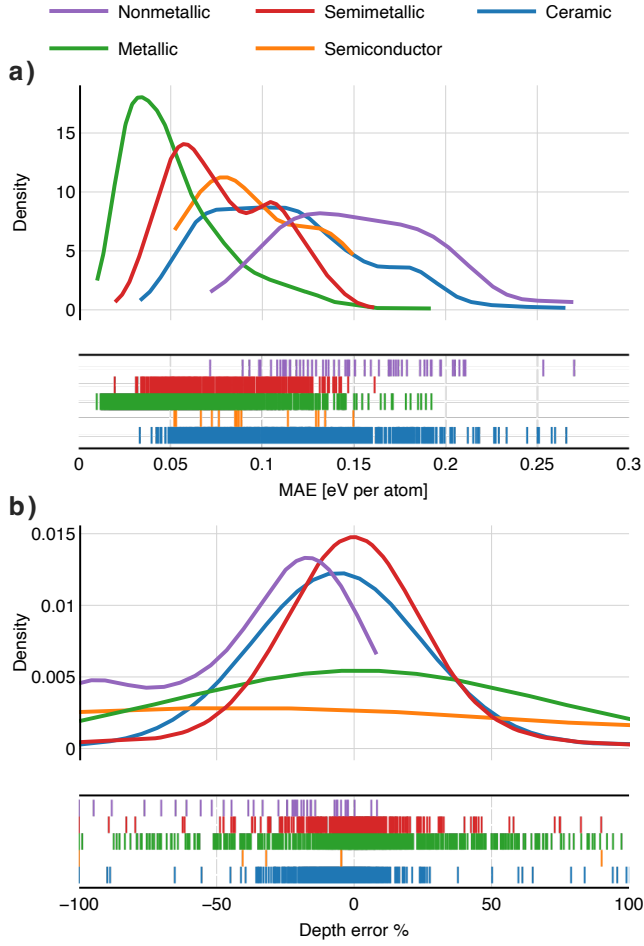 Nonmetallic Semimetallic Ceramic
Metallic Semiconductor
a)
15
10
5
0
Density
0 0.05 0.1 0.15 0.2 0.25 0.3
MAE [eV per atom]
b)
0.015
0.01
0.005
0
Density
−100 −50 0 50 100
Depth error %